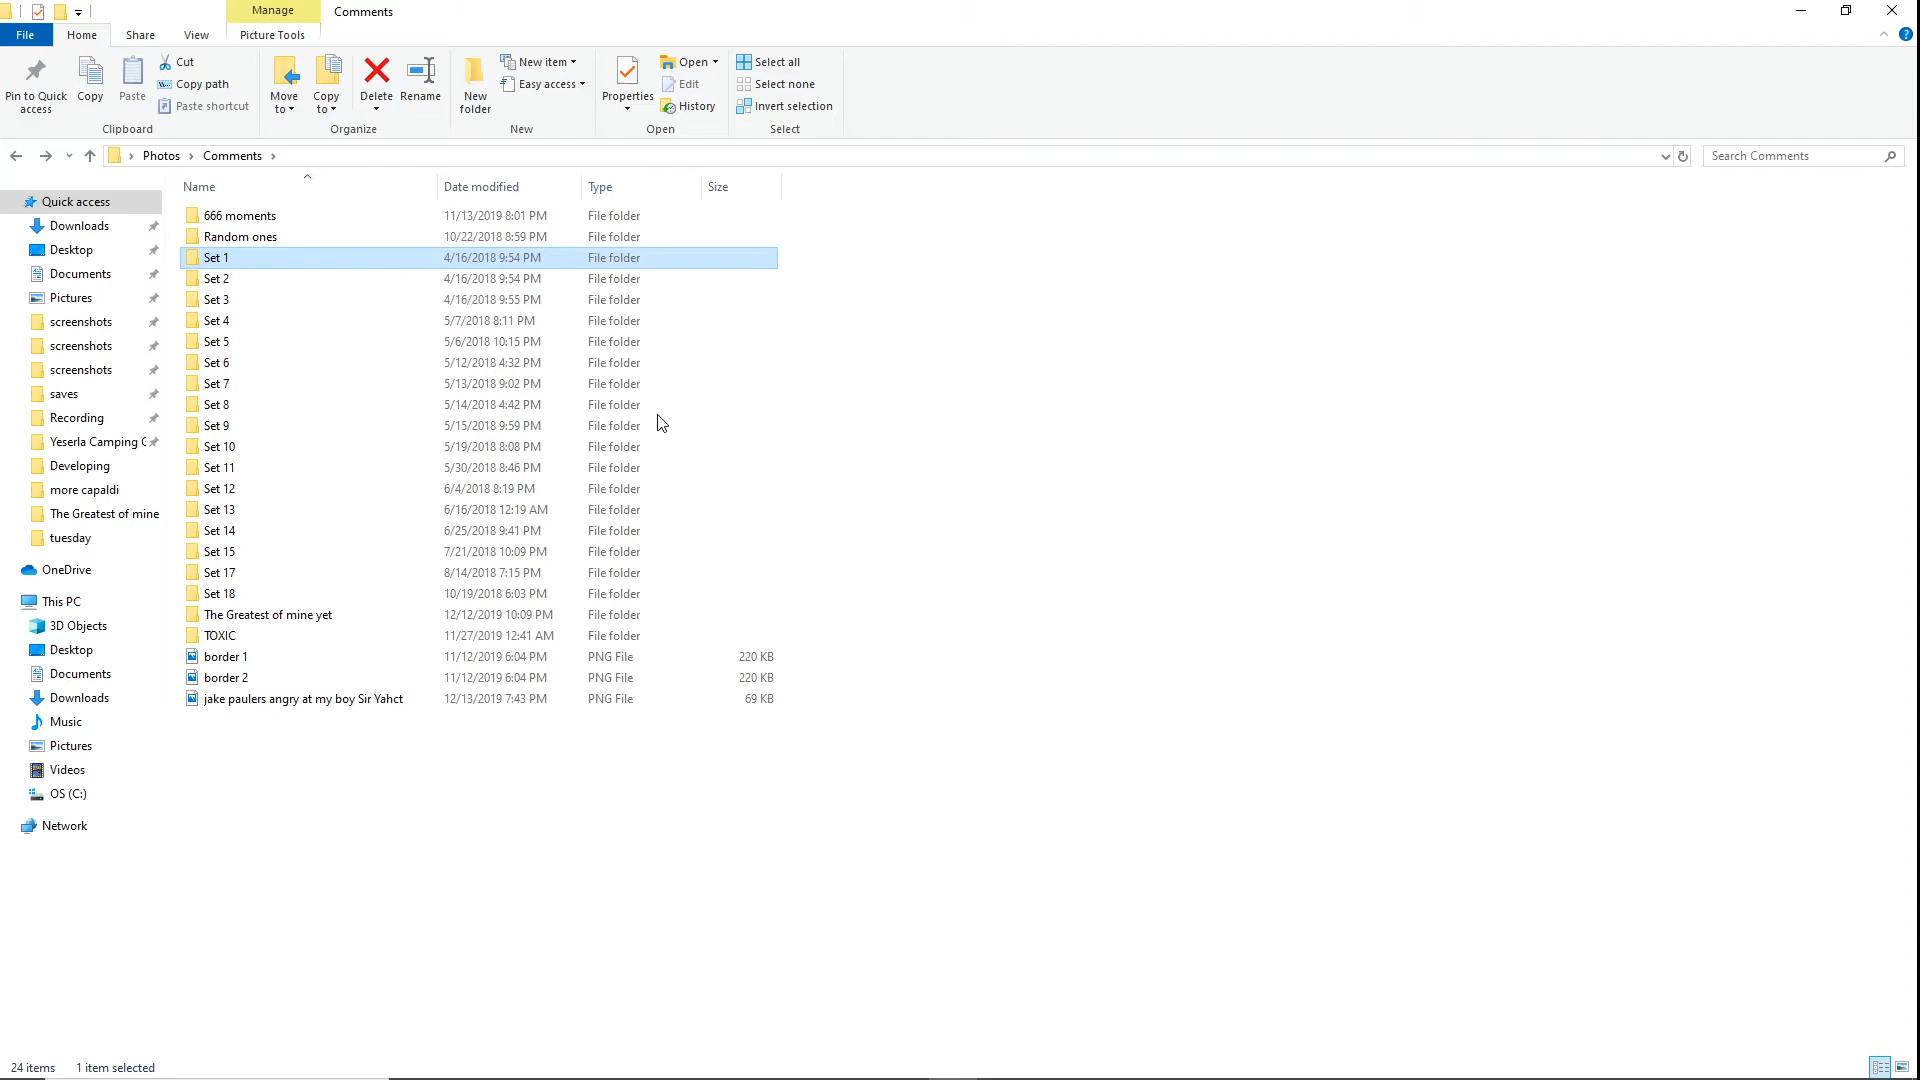 Manage Comments
File Home Share View Picture Tools
Pin to Quick access
Copy
Paste
Cut
Copy path
Paste shortcut
Clipboard
Move to
Copy to
Delete
Rename
Organize
New folder
New item
Easy access
New
Properties
Open
Edit
History
Open
Select all
Select none
Invert selection
Select
Photos Comments
Search Comments
Name Date modified Type Size
Quick access
Downloads
Desktop
Documents
Pictures
screenshots
screenshots
screenshots
saves
Recording
Yeserla Camping
Developing
more capaldi
The Greatest of mine
tuesday
OneDrive
This PC
3D Objects
Desktop
Documents
Downloads
Music
Pictures
Videos
OS (C:)
Network
666 moments 11/13/2019 8:01 PM File folder
Random ones 10/22/2018 8:59 PM File folder
Set 1 4/16/2018 9:54 PM File folder
Set 2 4/16/2018 9:54 PM File folder
Set 3 4/16/2018 9:55 PM File folder
Set 4 5/7/2018 8:11 PM File folder
Set 5 5/6/2018 10:15 PM File folder
Set 6 5/12/2018 4:32 PM File folder
Set 7 5/13/2018 9:02 PM File folder
Set 8 5/14/2018 4:42 PM File folder
Set 9 5/15/2018 9:59 PM File folder
Set 10 5/19/2018 8:08 PM File folder
Set 11 5/30/2018 8:46 PM File folder
Set 12 6/4/2018 8:19 PM File folder
Set 13 6/16/2018 12:19 AM File folder
Set 14 6/25/2018 9:41 PM File folder
Set 15 7/21/2018 10:09 PM File folder
Set 17 8/14/2018 7:15 PM File folder
Set 18 10/19/2018 6:03 PM File folder
The Greatest of mine yet 12/12/2019 10:09 PM File folder
TOXIC 11/27/2019 12:41 AM File folder
border 1 11/12/2019 6:04 PM PNG File 220 KB
border 2 11/12/2019 6:04 PM PNG File 220 KB
jake paulers angry at my boy Sir Yahct 12/13/2019 7:43 PM PNG File 69 KB
24 items 1 item selected